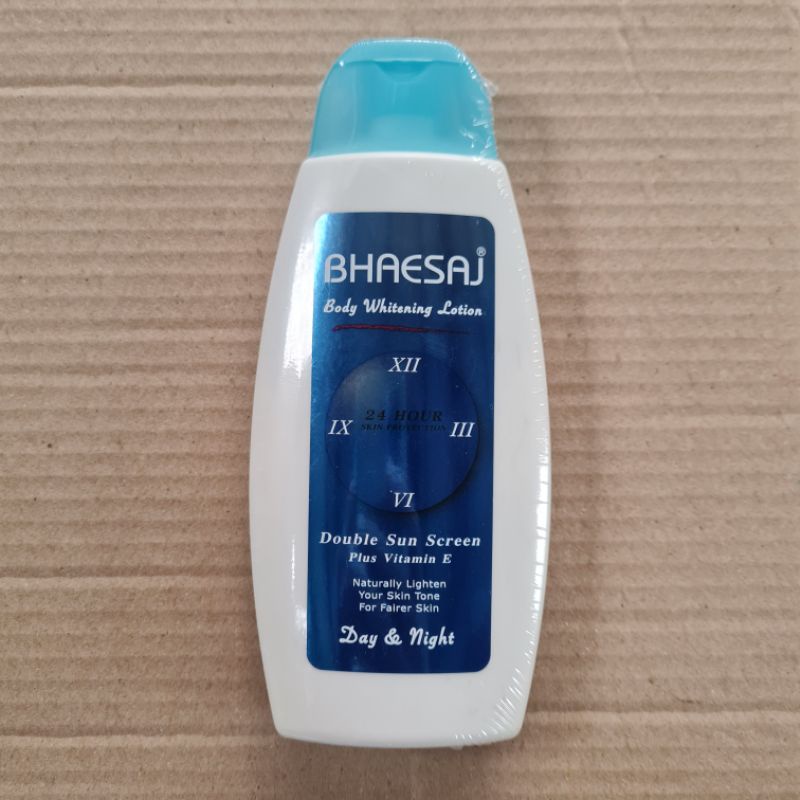 BHAESAJ®
Body Whitening Lotion
XII
24 HOUR
IX SKIN PROTECTION III
VI
Double Sun Screen
Plus Vitamin E
Naturally Lighten
Your Skin Tone
For Fairer Skin
Day & Night